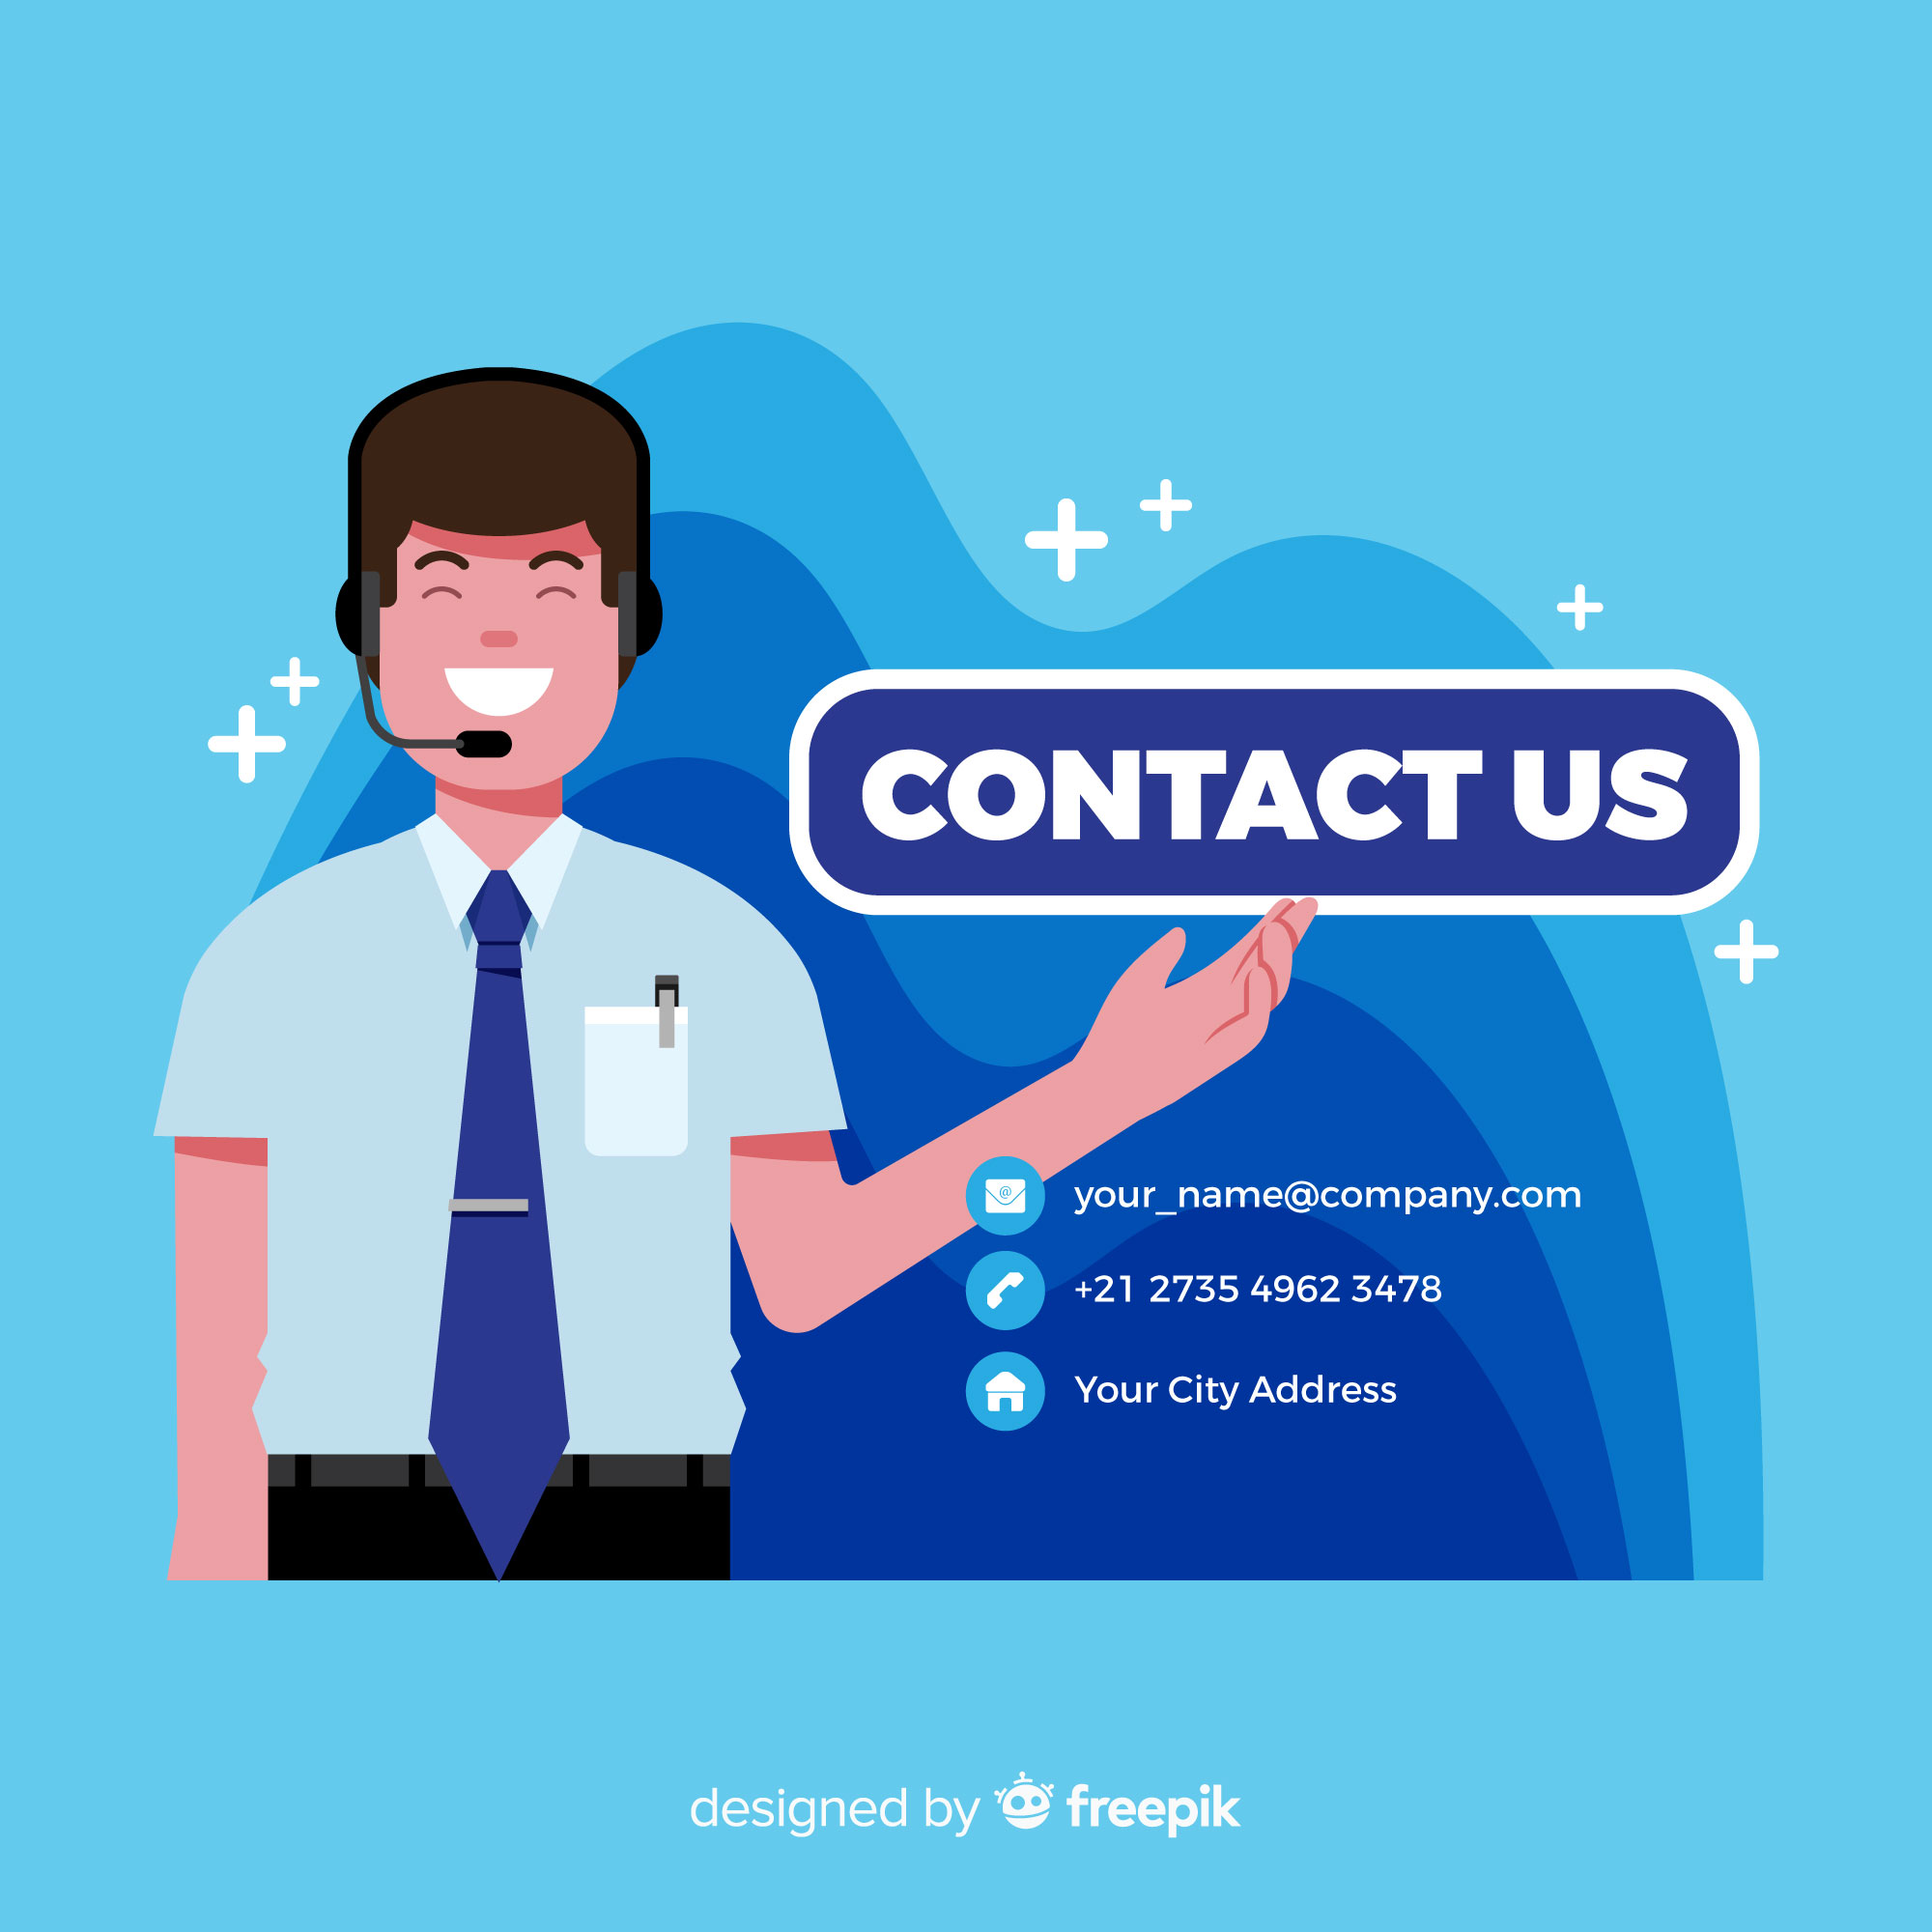 CONTACT US
@
your_name@company.com
+21 2735 4962 3478
Your City Address
designed by freepik